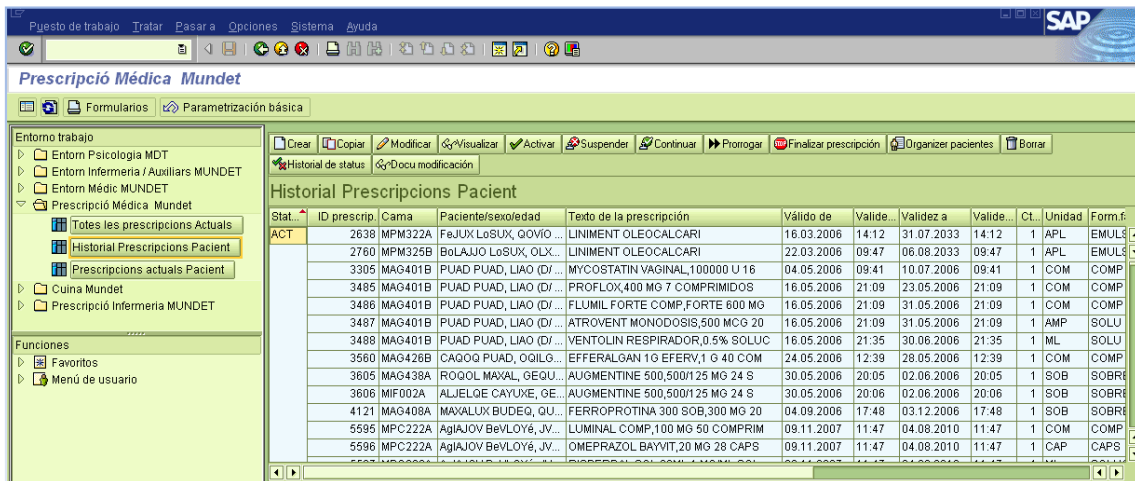 Puesto de trabajo Tratar Pasar a Opciones Sistema Ayuda
SAP
Prescripció Médica Mundet
Formularios Parametrización básica
Entorno trabajo
Entorn Psicologia MDT
Entorn Infermeria / Auxiliars MUNDET
Entorn Médic MUNDET
Prescripció Médica Mundet
Totes les prescripcions Actuals
Historial Prescripcions Pacient
Prescripcions actuals Pacient
Cuina Mundet
Prescripció Infermeria MUNDET
Funciones
Favoritos
Menú de usuario
Crear Copiar Modificar Visualizar Activar Suspender Continuar Prorrogar Finalizar prescripción Organizer pacientes Borrar
Historial de status Docu modificación
Historial Prescripcions Pacient
Stat... ID prescrip. Cama Paciente/sexo/edad Texto de la prescripción Válido de Valide... Validez a Valide... Ct... Unidad Form.fa
ACT 2638 MPM322A FeJUX LoSUX, QOVíO ... LINIMENT OLEOCALCARI 16.03.2006 14:12 31.07.2033 14:12 1 APL EMULS
2760 MPM325B BoLAJJO LoSUX, OLX... LINIMENT OLEOCALCARI 22.03.2006 09:47 06.08.2033 09:47 1 APL EMULS
3305 MAG401B PUAD PUAD, LIAO (D/ ... MYCOSTATIN VAGINAL,100000 U 16 04.05.2006 09:41 10.07.2006 09:41 1 COM COMP
3485 MAG401B PUAD PUAD, LIAO (D/ ... PROFLOX,400 MG 7 COMPRIMIDOS 16.05.2006 21:09 23.05.2006 21:09 1 COM COMP
3486 MAG401B PUAD PUAD, LIAO (D/ ... FLUMIL FORTE COMP,FORTE 600 MG 16.05.2006 21:09 31.05.2006 21:09 1 COM COMP
3487 MAG401B PUAD PUAD, LIAO (D/ ... ATROVENT MONODOSIS,500 MCG 20 16.05.2006 21:09 31.05.2006 21:09 1 AMP SOLU
3488 MAG401B PUAD PUAD, LIAO (D/ ... VENTOLIN RESPIRADOR,0.5% SOLUC 16.05.2006 21:35 30.06.2006 21:35 1 ML SOLU
3560 MAG426B CAQOQ PUAD, OQILG... EFFERALGAN 1G EFERV,1 G 40 COM 24.05.2006 12:39 28.05.2006 12:39 1 COM COMP
3605 MAG438A ROQOL MAXAL, GEQU... AUGMENTINE 500,500/125 MG 24 S 30.05.2006 20:05 02.06.2006 20:05 1 SOB SOBRE
3606 MIF002A ALJELQE CAYUXE, GE... AUGMENTINE 500,500/125 MG 24 S 30.05.2006 20:06 02.06.2006 20:06 1 SOB SOBRE
4121 MAG408A MAXALUX BUDEQ, QU... FERROPROTINA 300 SOB,300 MG 20 04.09.2006 17:48 03.12.2006 17:48 1 SOB SOBRE
5595 MPC222A AgIAJOV BeVLOYé, JV... LUMINAL COMP,100 MG 50 COMPRIM 09.11.2007 11:47 04.08.2010 11:47 1 COM COMP
5596 MPC222A AgIAJOV BeVLOYé, JV... OMEPRAZOL BAYVIT,20 MG 28 CAPS 09.11.2007 11:47 04.08.2010 11:47 1 CAP CAPS